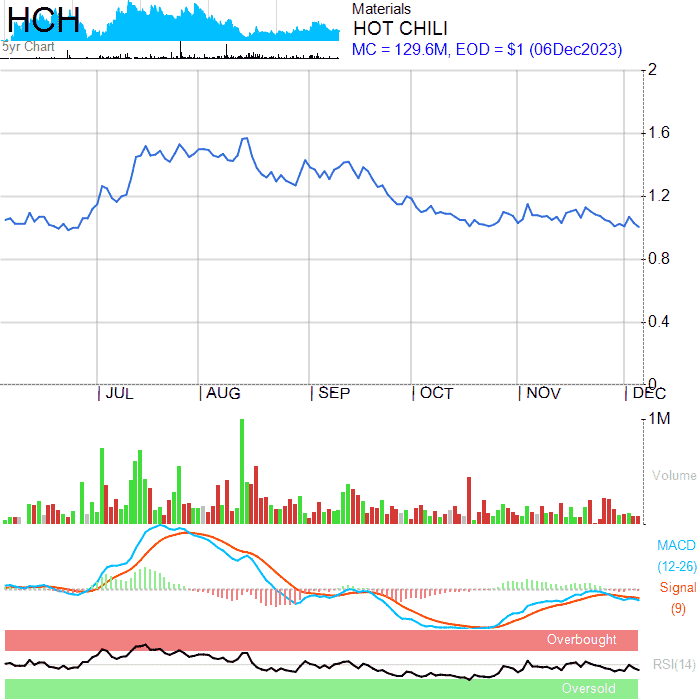 HCH
5yr Chart
Materials
HOT CHILI
MC = 129.6M, EOD = $1 (06Dec2023)
2
1.6
1.2
0.8
0.4
0
JUL AUG SEP OCT NOV DEC
1M
Volume
MACD
(12-26)
Signal
(9)
Overbought
RSI(14)
Oversold